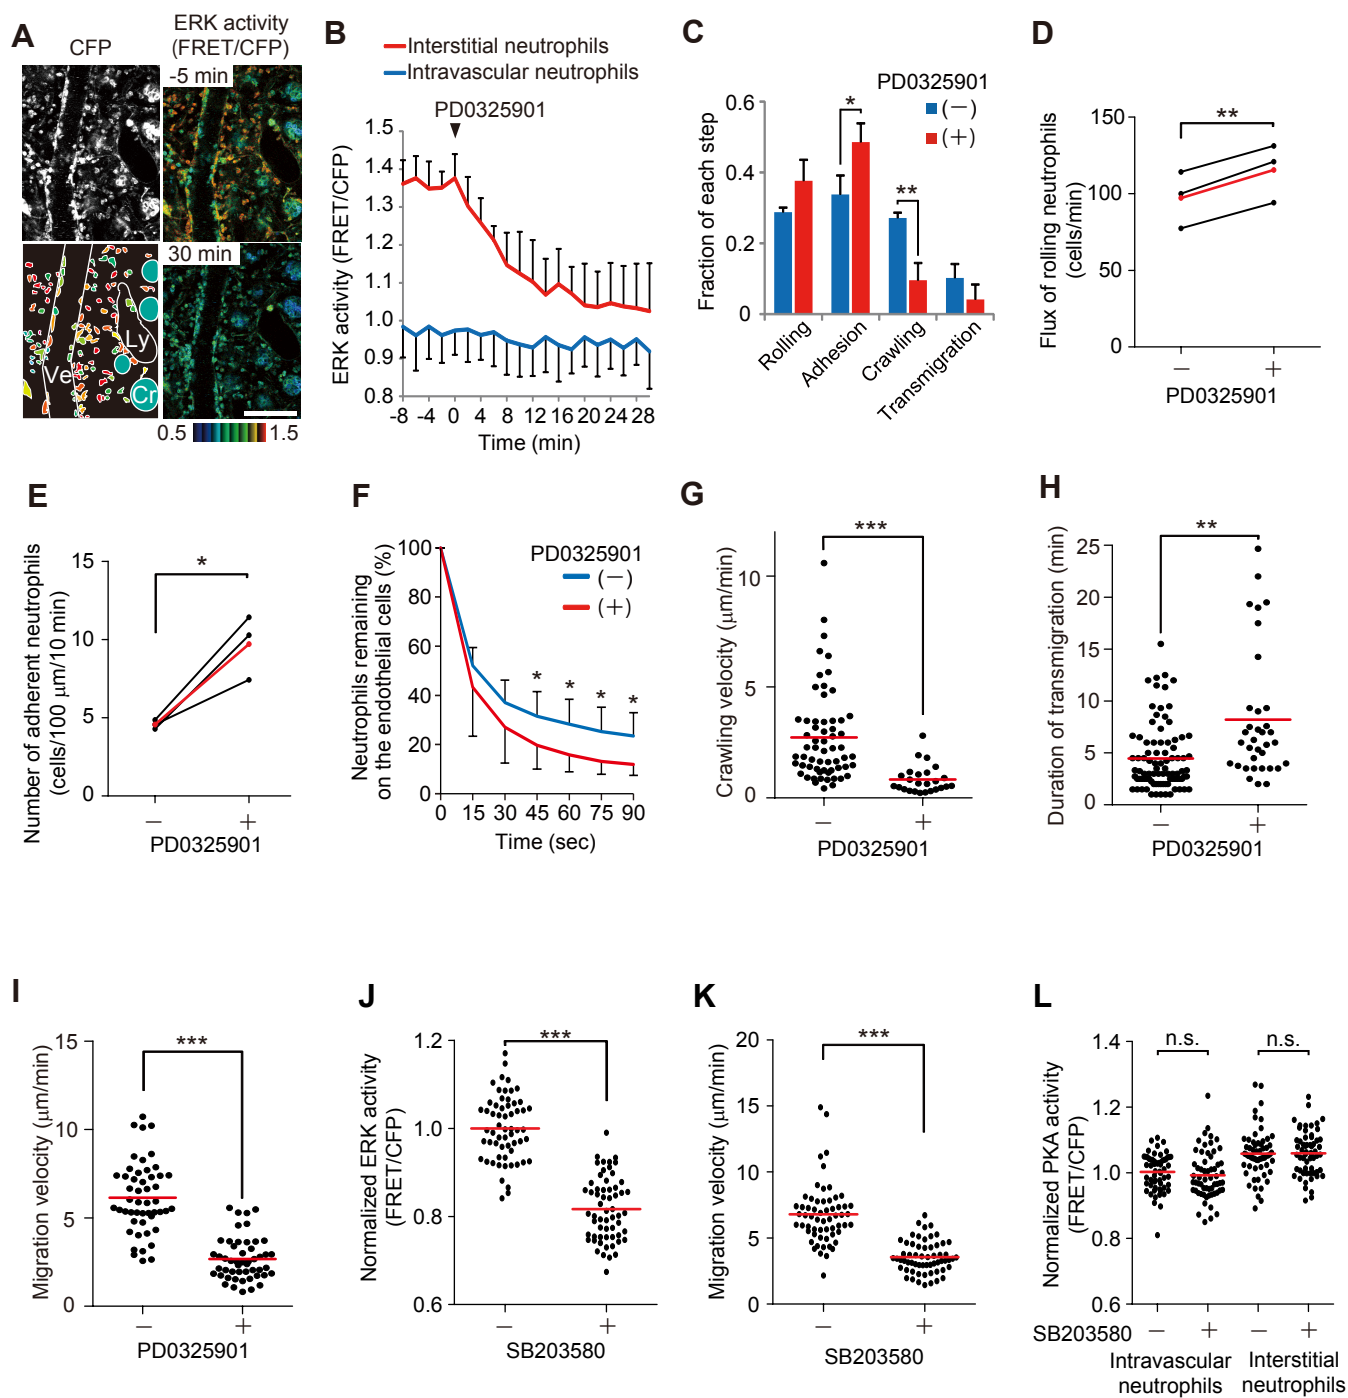 A
CFP
ERK activity
(FRET/CFP)
-5 min
30 min
Ly
Ve
Cr
0.5
1.5
B
Interstitial neutrophils
Intravascular neutrophils
PD0325901
ERK activity (FRET/CFP)
1.5
1.4
1.3
1.2
1.1
1.0
0.9
0.8
-8 -4 0 4 8 12 16 20 24 28
Time (min)
C
PD0325901
(−)
(+)
Fraction of each step
0.6
0.4
0.2
0
*
**
Rolling
Adhesion
Crawling
Transmigration
D
Flux of rolling neutrophils
(cells/min)
150
100
50
0
**
− +
PD0325901
E
Number of adherent neutrophils
(cells/100 μm/10 min)
15
10
5
0
*
− +
PD0325901
F
Neutrophils remaining
on the endothelial cells (%)
100
80
60
40
20
0
PD0325901
(−)
(+)
* * * *
0 15 30 45 60 75 90
Time (sec)
G
Crawling velocity (μm/min)
10
5
0
***
− +
PD0325901
H
Duration of transmigration (min)
25
20
15
10
5
0
**
− +
PD0325901
I
Migration velocity (μm/min)
15
10
5
0
***
− +
PD0325901
J
Normalized ERK activity
(FRET/CFP)
1.2
1.0
0.8
0.6
***
− +
SB203580
K
Migration velocity (μm/min)
20
15
10
5
0
***
− +
SB203580
L
Normalized PKA activity
(FRET/CFP)
1.4
1.2
1.0
0.8
0.6
n.s.
n.s.
SB203580 − + − +
Intravascular
neutrophils
Interstitial
neutrophils